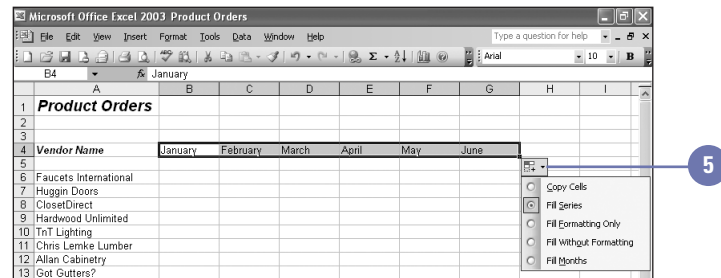 Microsoft Office Excel 2003 Product Orders
File Edit View Insert Format Tools Data Window Help Type a question for help
Arial 10 B
B4 fx January
A B C D E F G H I
1 Product Orders
2
3
4 Vendor Name January February March April May June
5
6 Faucets International
7 Huggin Doors
8 ClosetDirect
9 Hardwood Unlimited
10 TnT Lighting
11 Chris Lemke Lumber
12 Allan Cabinetry
13 Got Gutters?
Copy Cells
Fill Series
Fill Formatting Only
Fill Without Formatting
Fill Months
5